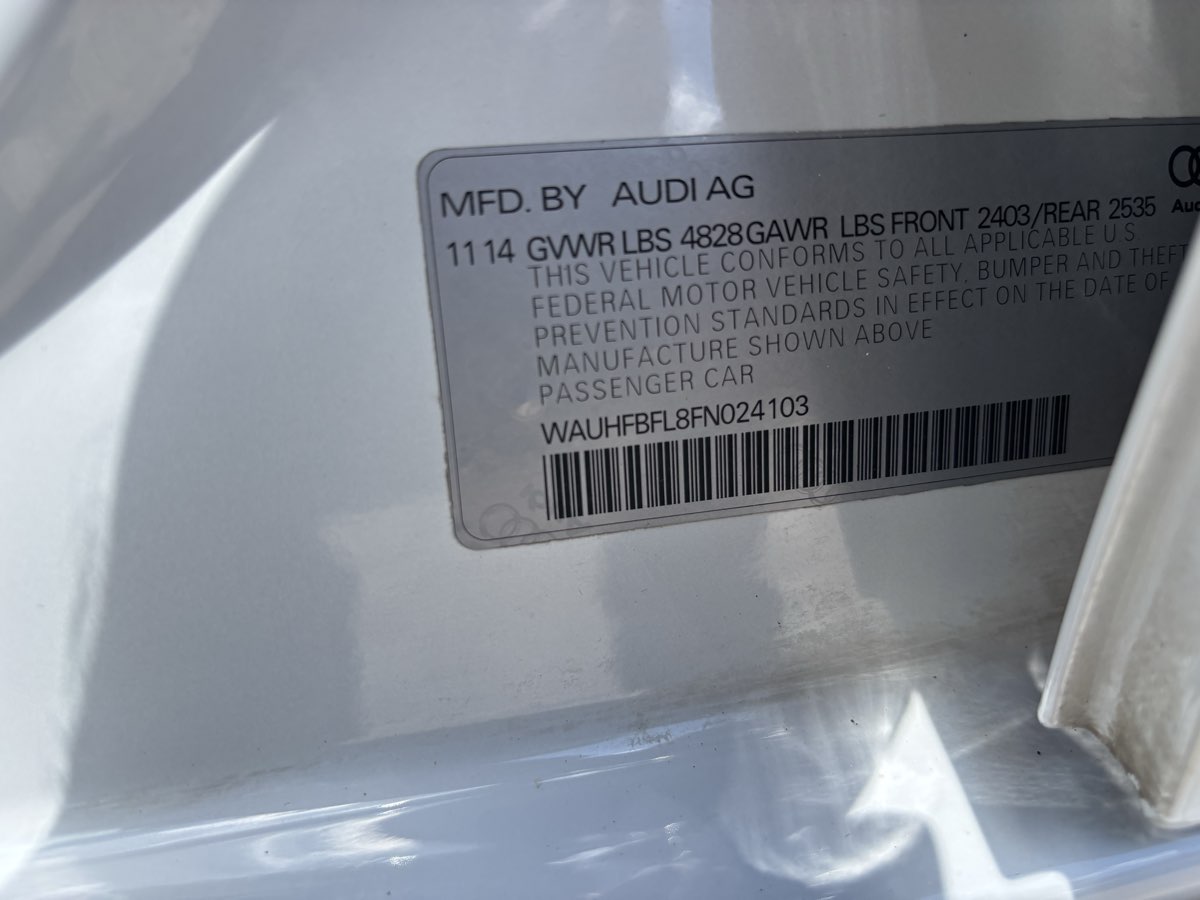 MFD. BY AUDI AG
Aud
11 14 GVWR LBS 4828 GAWR LBS FRONT 2403/REAR 2535
THIS VEHICLE CONFORMS TO ALL APPLICABLE U.S.
FEDERAL MOTOR VEHICLE SAFETY, BUMPER AND THEFT
PREVENTION STANDARDS IN EFFECT ON THE DATE OF
MANUFACTURE SHOWN ABOVE
PASSENGER CAR
WAUHFBFL8FN024103